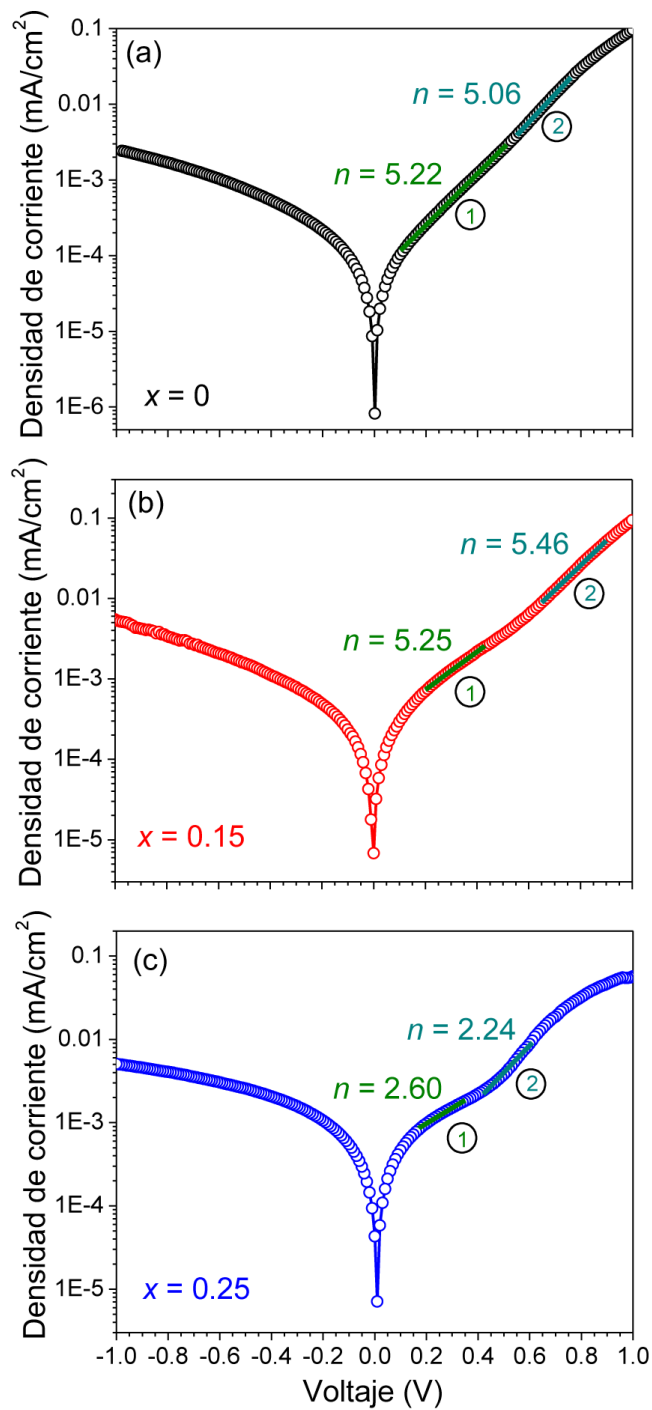 (a)
Densidad de corriente (mA/cm²)
0.1
0.01
1E-3
1E-4
1E-5
1E-6
n = 5.06
2
n = 5.22
1
x = 0
(b)
Densidad de corriente (mA/cm²)
0.1
0.01
1E-3
1E-4
1E-5
n = 5.46
2
n = 5.25
1
x = 0.15
(c)
Densidad de corriente (mA/cm²)
0.1
0.01
1E-3
1E-4
1E-5
n = 2.24
2
n = 2.60
1
x = 0.25
-1.0 -0.8 -0.6 -0.4 -0.2 0.0 0.2 0.4 0.6 0.8 1.0
Voltaje (V)